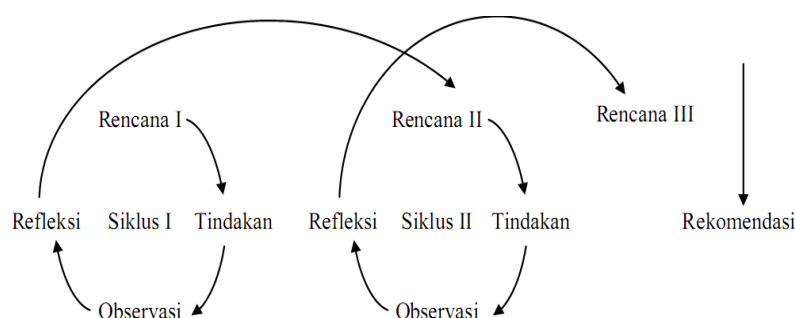 Rencana I
Rencana II
Rencana III
Refleksi Siklus I Tindakan
Refleksi Siklus II Tindakan
Rekomendasi
Observasi
Observasi